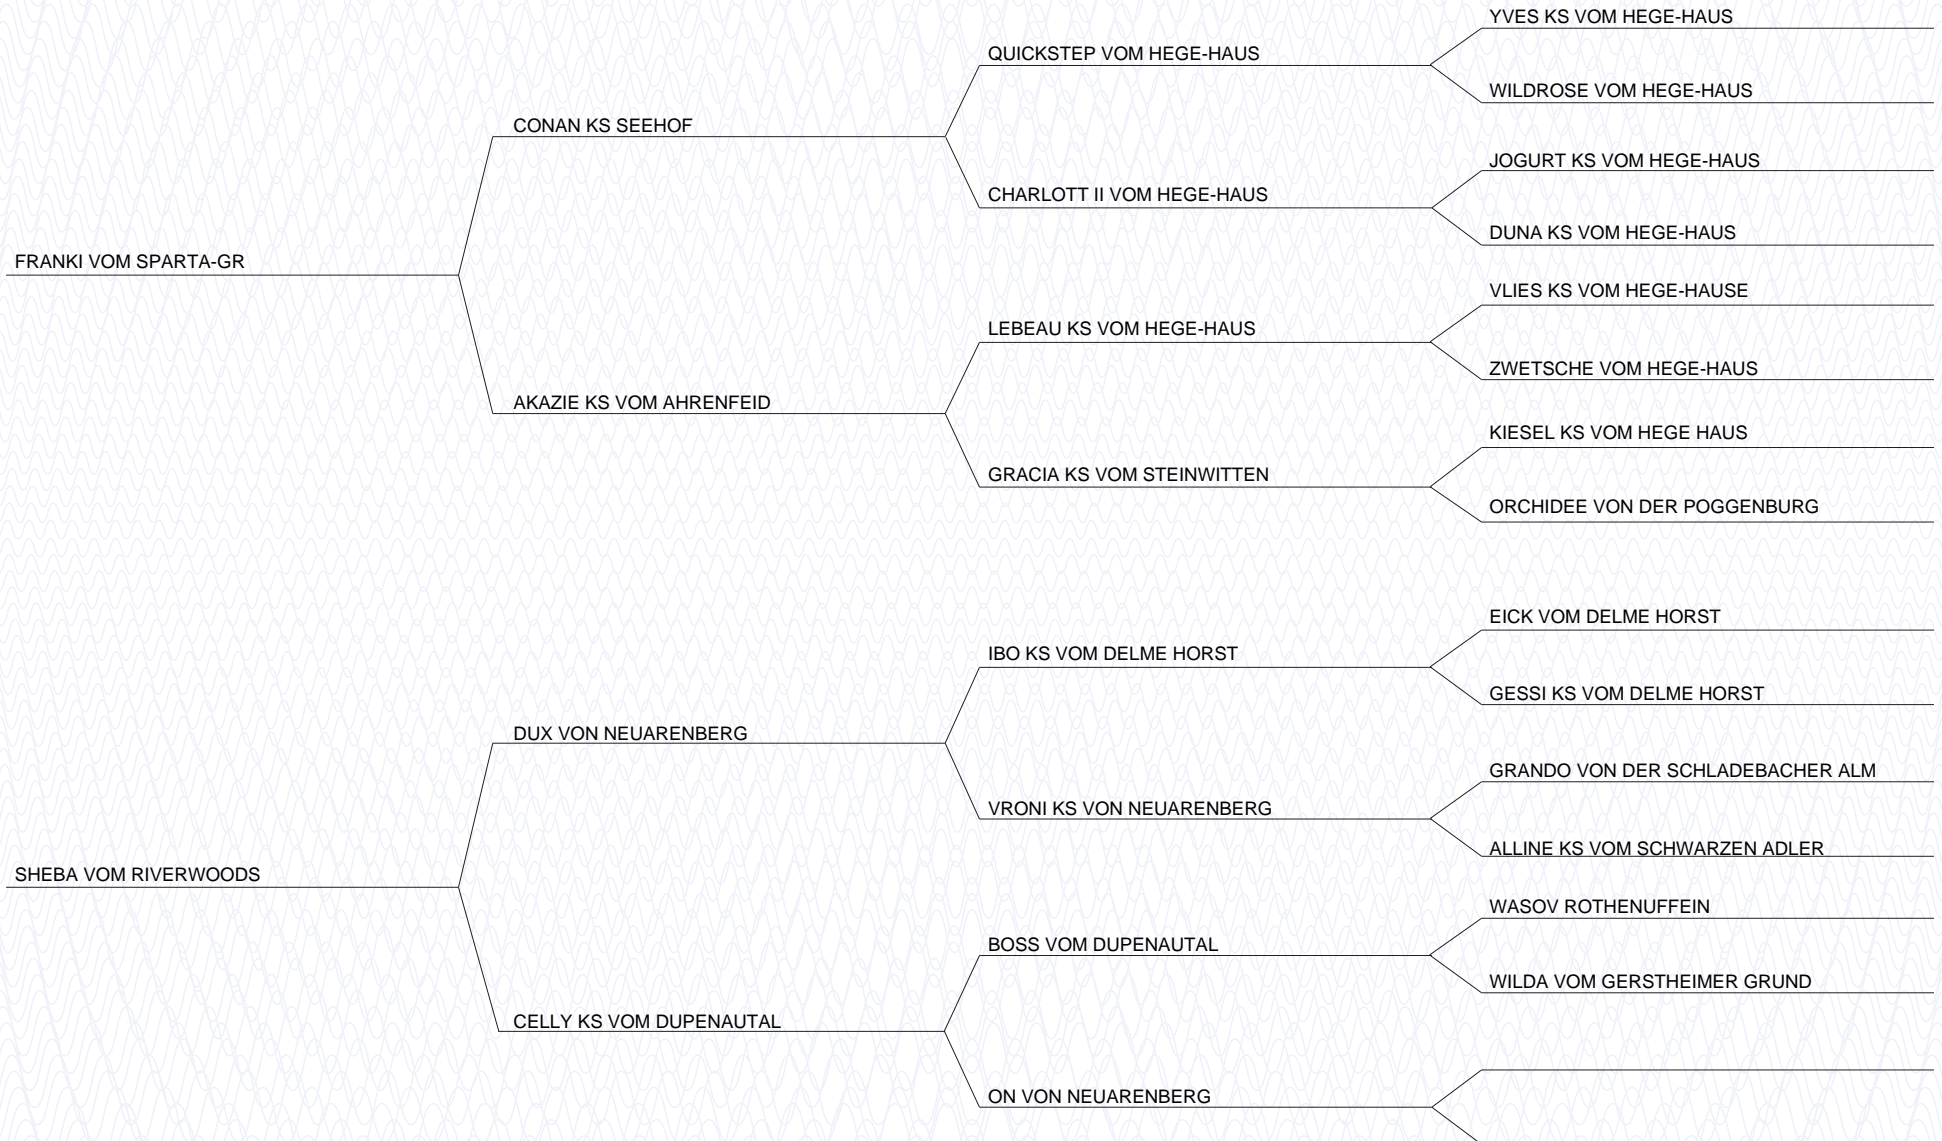 YVES KS VOM HEGE-HAUS
QUICKSTEP VOM HEGE-HAUS
WILDROSE VOM HEGE-HAUS
CONAN KS SEEHOF
JOGURT KS VOM HEGE-HAUS
CHARLOTT II VOM HEGE-HAUS
DUNA KS VOM HEGE-HAUS
FRANKI VOM SPARTA-GR
VLIES KS VOM HEGE-HAUSE
LEBEAU KS VOM HEGE-HAUS
ZWETSCHE VOM HEGE-HAUS
AKAZIE KS VOM AHRENFEID
KIESEL KS VOM HEGE HAUS
GRACIA KS VOM STEINWITTEN
ORCHIDEE VON DER POGGENBURG
EICK VOM DELME HORST
IBO KS VOM DELME HORST
GESSI KS VOM DELME HORST
DUX VON NEUARENBERG
GRANDO VON DER SCHLADEBACHER ALM
VRONI KS VON NEUARENBERG
ALLINE KS VOM SCHWARZEN ADLER
SHEBA VOM RIVERWOODS
WASOV ROTHENUFFEIN
BOSS VOM DUPENAUTAL
WILDA VOM GERSTHEIMER GRUND
CELLY KS VOM DUPENAUTAL
ON VON NEUARENBERG